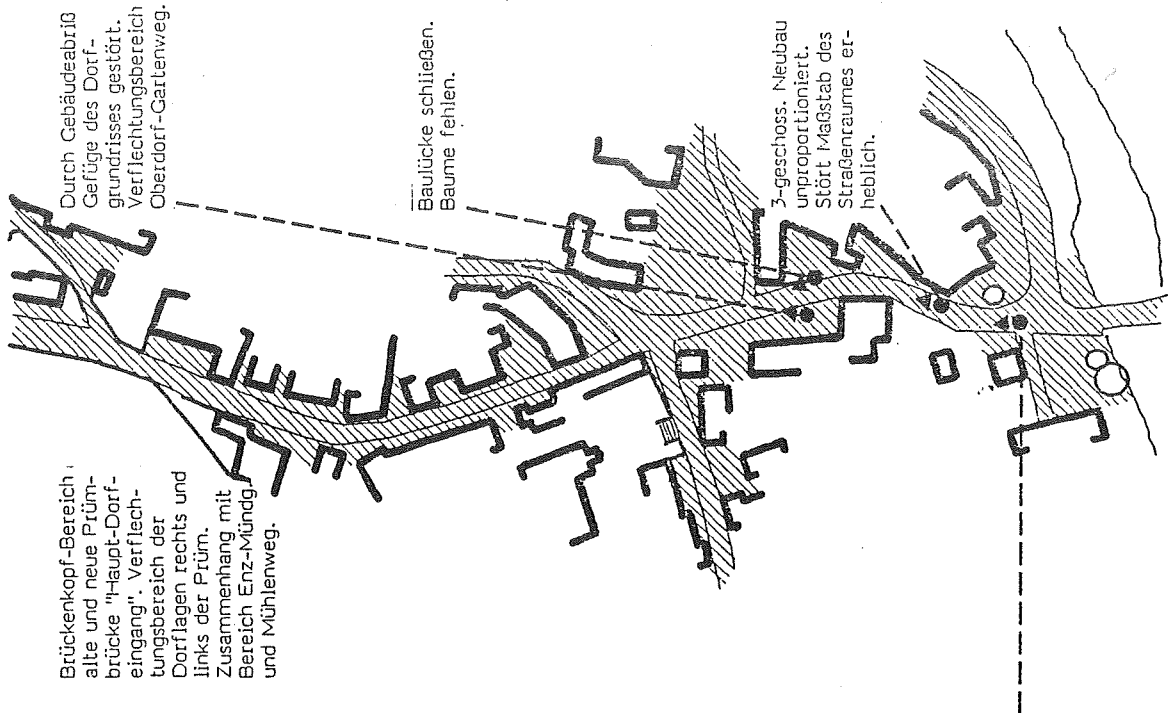 Brückenkopf-Bereich
alte und neue Prüm-
brücke "Haupt-Dorf-
eingang". Verflech-
tungsbereich der
Dorflagen rechts und
links der Prüm.
Zusammenhang mit
Bereich Enz-Mündg.
und Mühlenweg.
Durch Gebäudeabriß
Gefüge des Dorf-
grundrisses gestört.
Verflechtungsbereich
Oberdorf-Gartenweg.
Baulücke schließen.
Baume fehlen.
3-geschoss. Neubau
unproportioniert.
Stört Maßstab des
Straßenraumes er-
heblich.